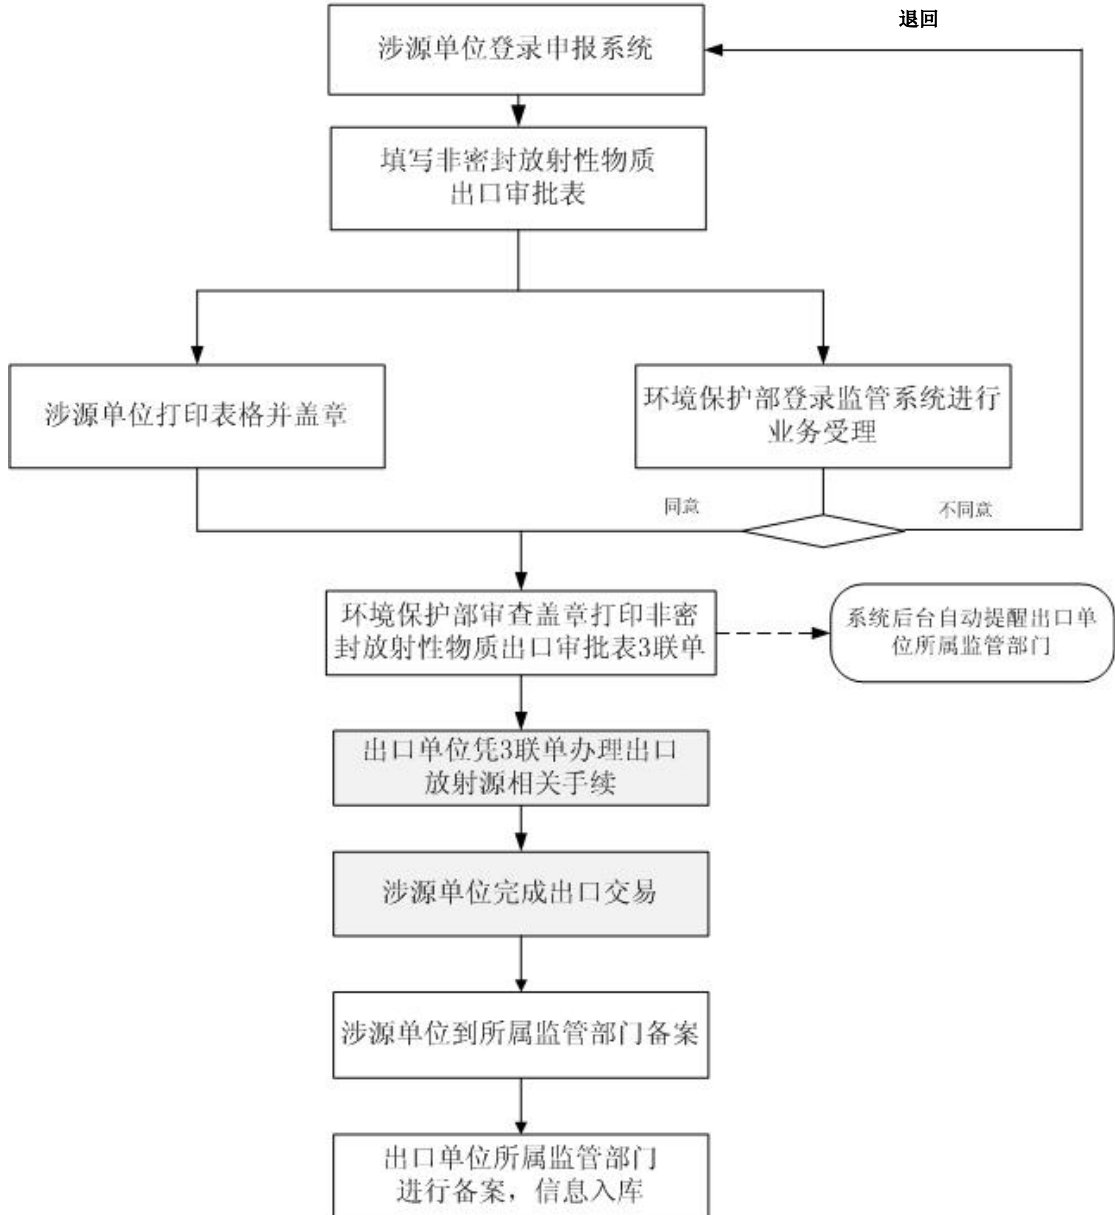 退回
涉源单位登录申报系统
填写非密封放射性物质
出口审批表
涉源单位打印表格并盖章
环境保护部登录监管系统进行
业务受理
同意
不同意
环境保护部审查盖章打印非密
封放射性物质出口审批表3联单
系统后台自动提醒出口单
位所属监管部门
出口单位凭3联单办理出口
放射源相关手续
涉源单位完成出口交易
涉源单位到所属监管部门备案
出口单位所属监管部门
进行备案，信息入库